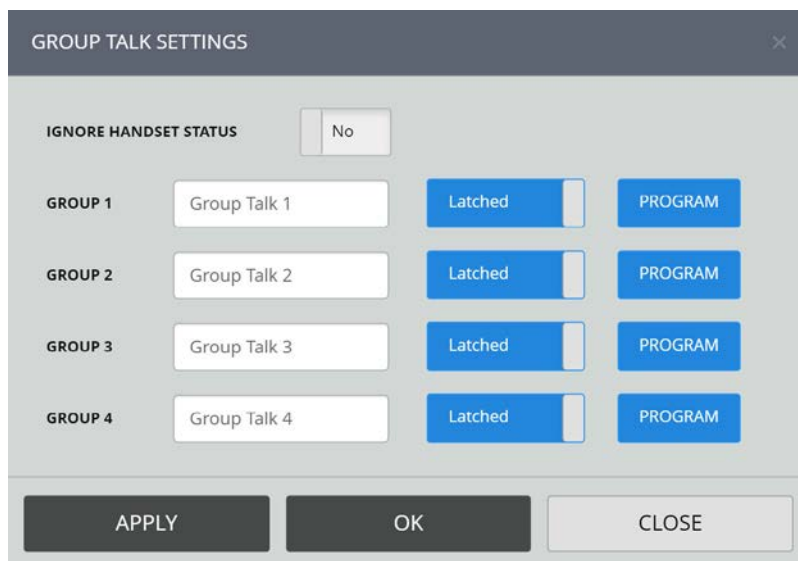 GROUP TALK SETTINGS ×
IGNORE HANDSET STATUS No
GROUP 1 Group Talk 1 Latched PROGRAM
GROUP 2 Group Talk 2 Latched PROGRAM
GROUP 3 Group Talk 3 Latched PROGRAM
GROUP 4 Group Talk 4 Latched PROGRAM
APPLY OK CLOSE